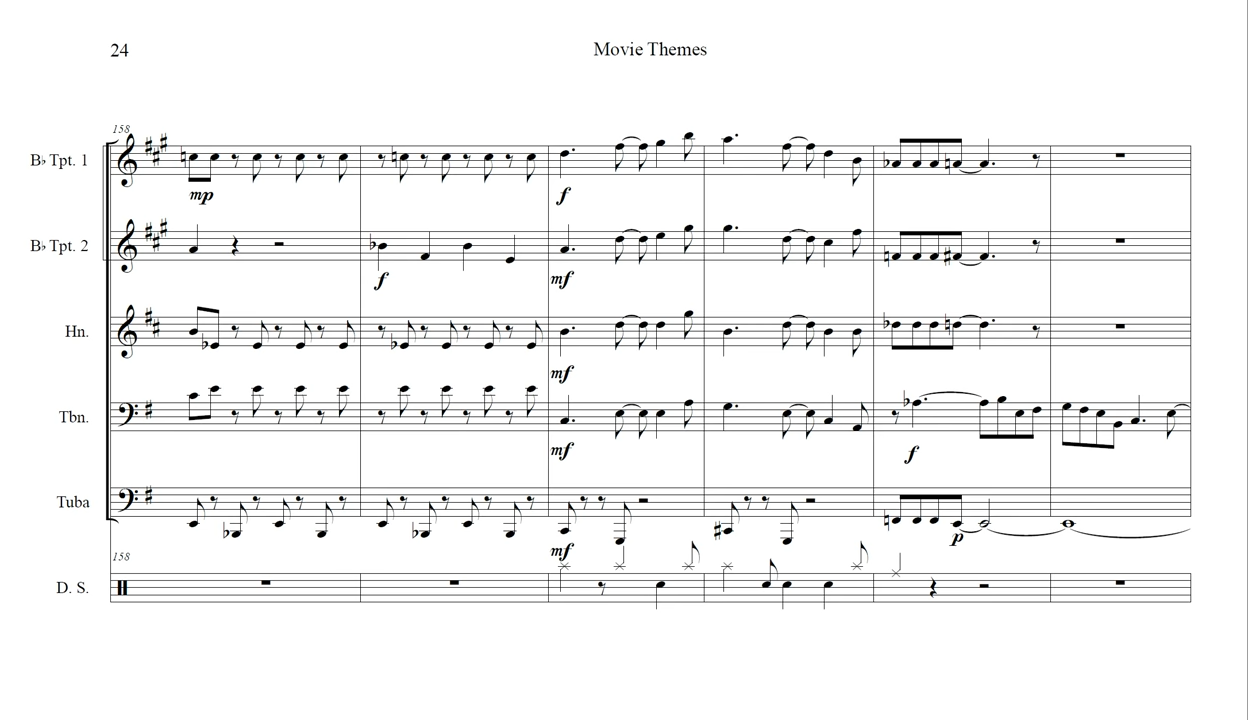 24 Movie Themes
158
B♭ Tpt. 1
mp f
B♭ Tpt. 2
f mf
Hn.
mf
Tbn.
mf f
Tuba
mf p
158
D. S.